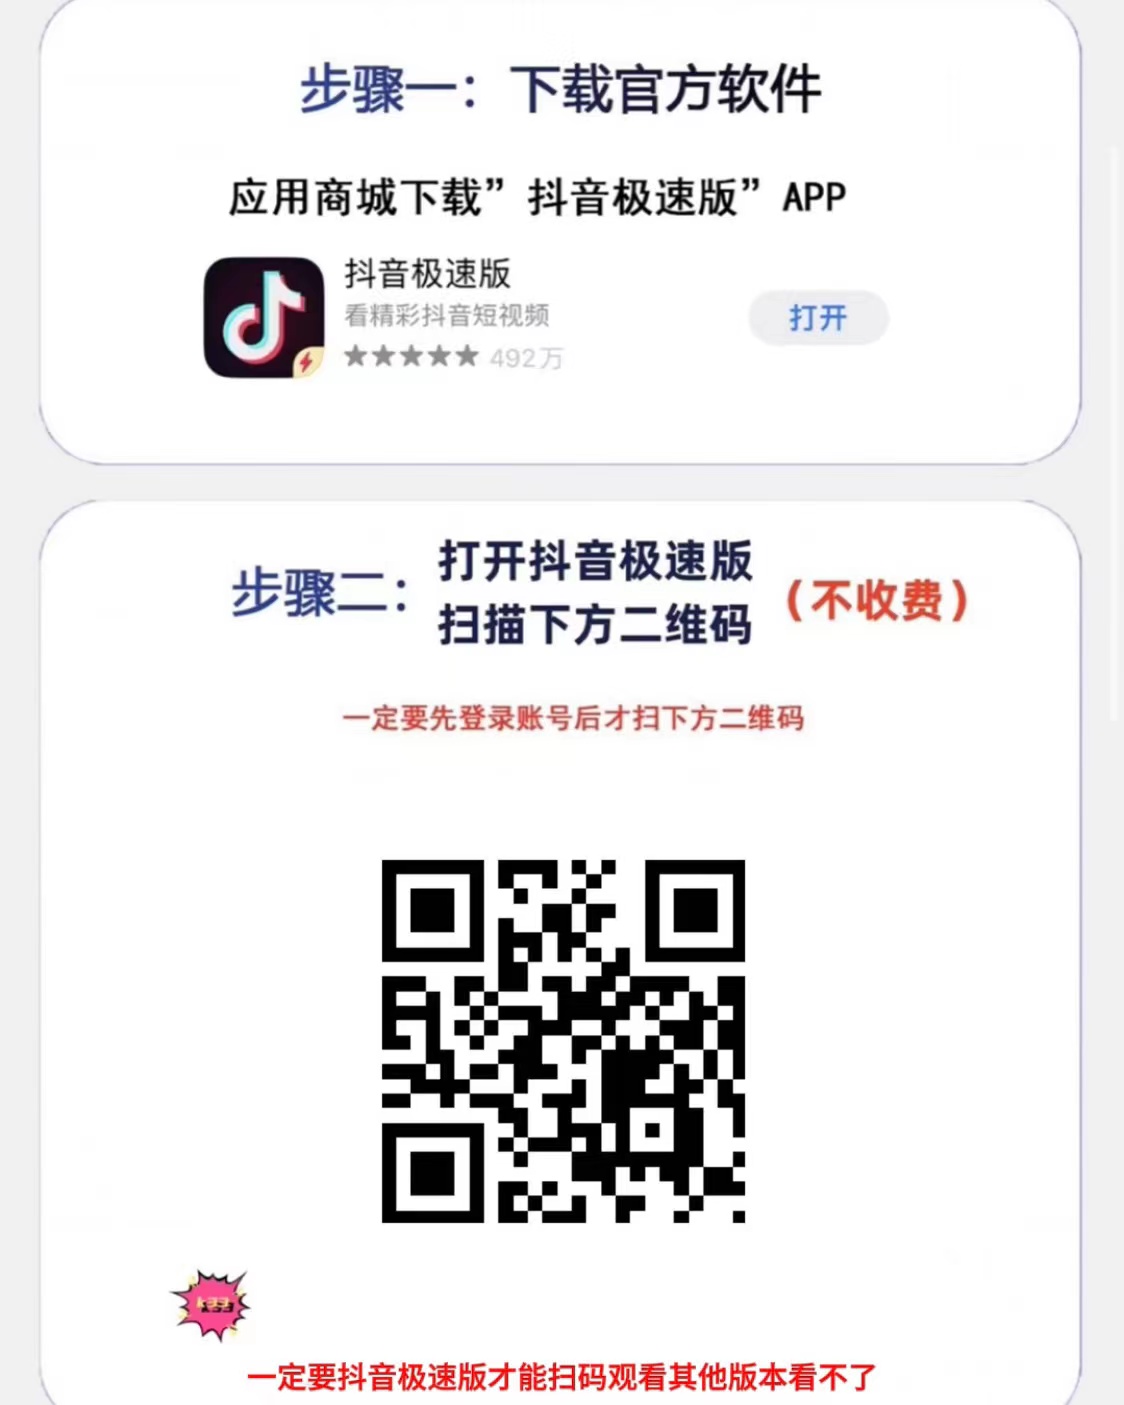 步骤一：下载官方软件
应用商城下载”抖音极速版”APP
抖音极速版
看精彩抖音短视频
492万
打开
步骤二：
打开抖音极速版
扫描下方二维码
（不收费）
一定要先登录账号后才扫下方二维码
一定要抖音极速版才能扫码观看其他版本看不了